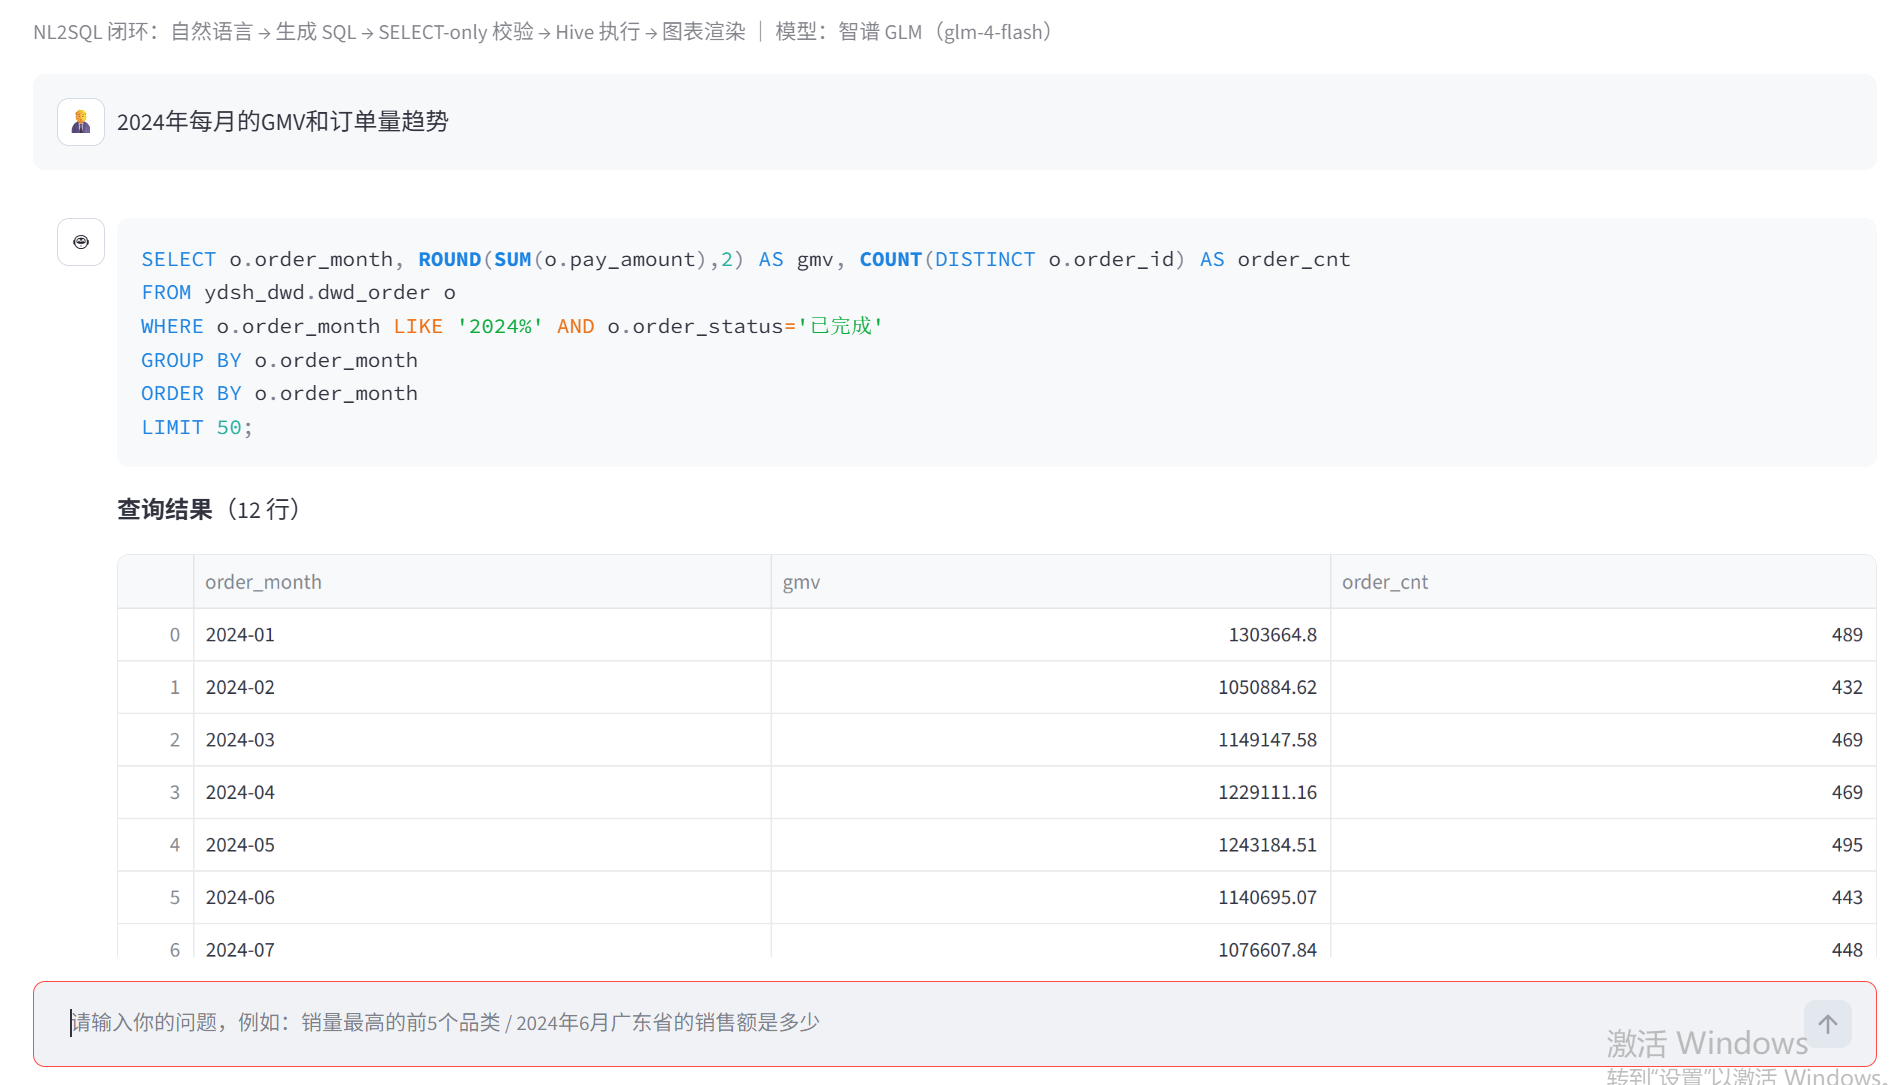 NL2SQL 闭环：自然语言 → 生成 SQL → SELECT-only 校验 → Hive 执行 → 图表渲染 ｜ 模型：智谱 GLM（glm-4-flash）
2024年每月的GMV和订单量趋势
SELECT o.order_month, ROUND(SUM(o.pay_amount),2) AS gmv, COUNT(DISTINCT o.order_id) AS order_cnt
FROM ydsh_dwd.dwd_order o
WHERE o.order_month LIKE '2024%' AND o.order_status='已完成'
GROUP BY o.order_month
ORDER BY o.order_month
LIMIT 50;
查询结果（12 行）
order_month gmv order_cnt
0 2024-01 1303664.8 489
1 2024-02 1050884.62 432
2 2024-03 1149147.58 469
3 2024-04 1229111.16 469
4 2024-05 1243184.51 495
5 2024-06 1140695.07 443
6 2024-07 1076607.84 448
请输入你的问题，例如：销量最高的前5个品类 / 2024年6月广东省的销售额是多少
激活 Windows
转到“设置”以激活 Windows。